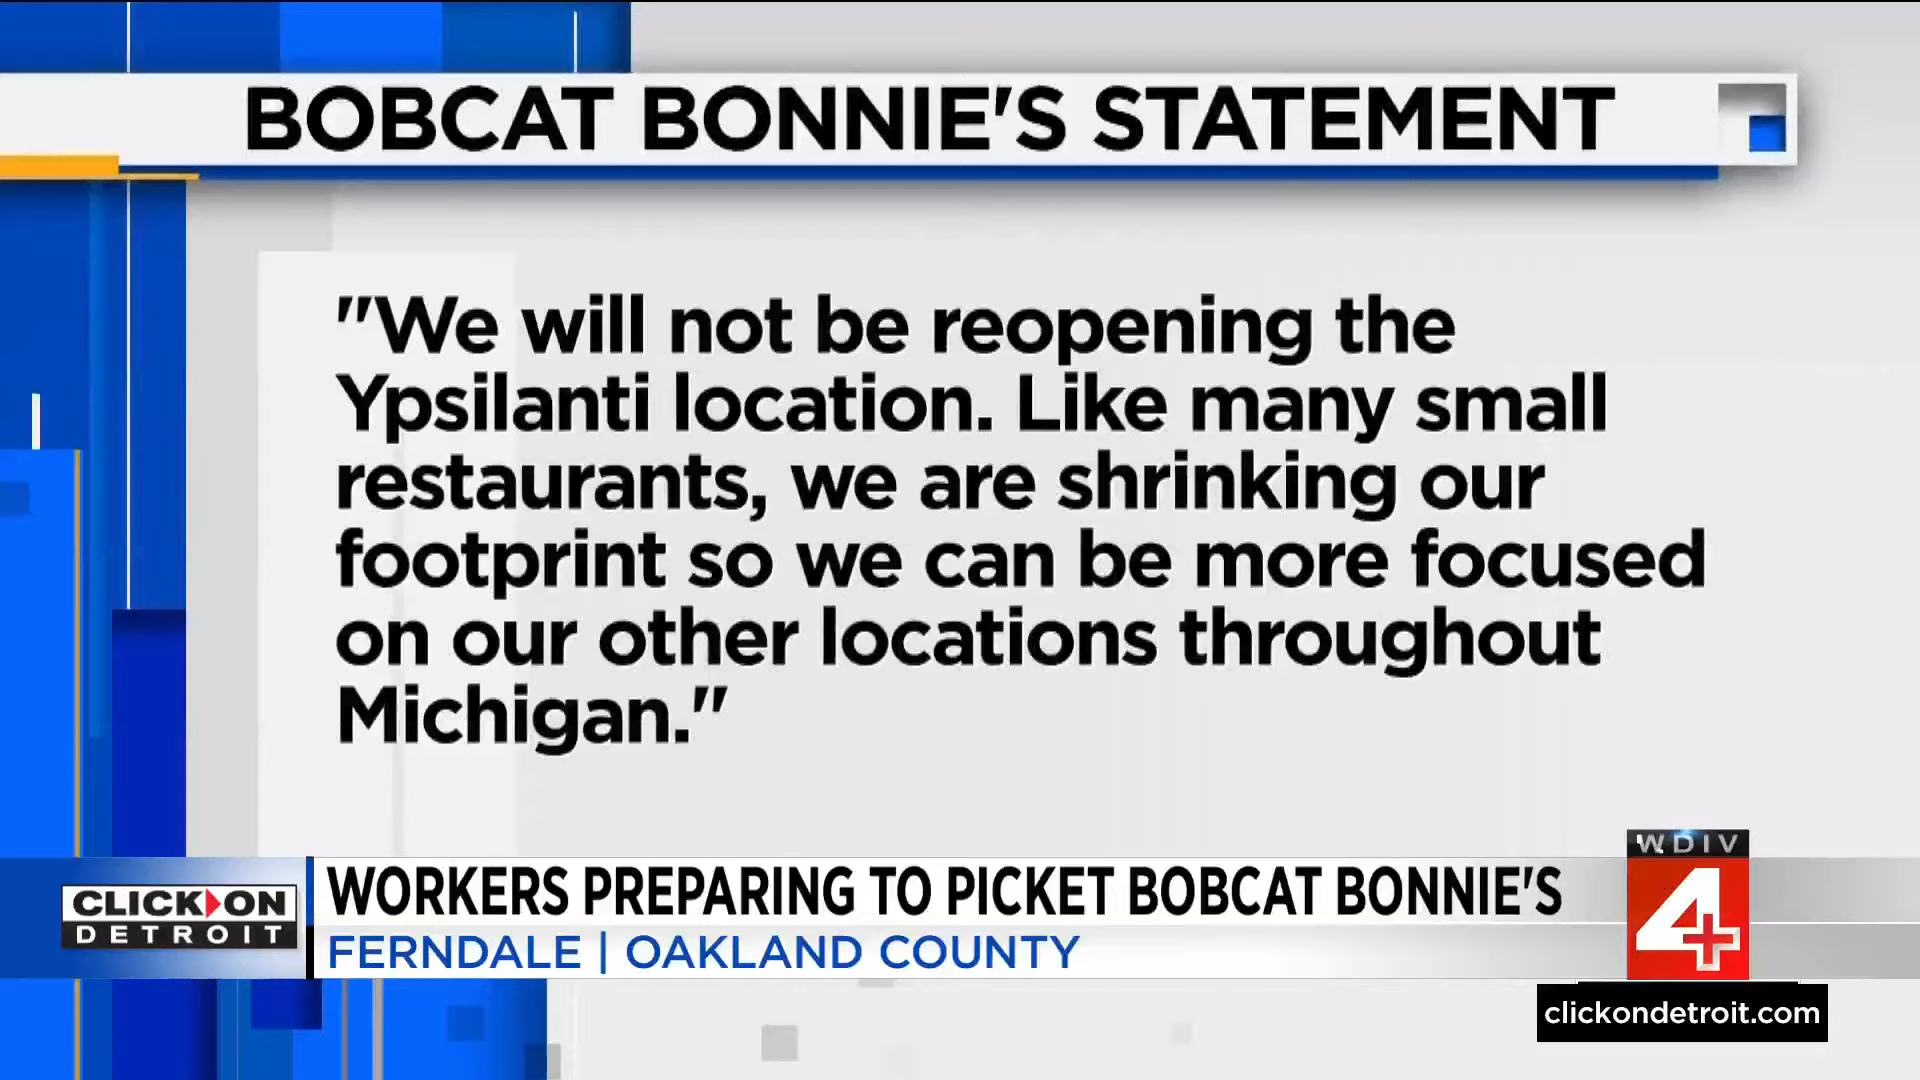 BOBCAT BONNIE'S STATEMENT
"We will not be reopening the
Ypsilanti location. Like many small
restaurants, we are shrinking our
footprint so we can be more focused
on our other locations throughout
Michigan."
CLICK ON
DETROIT
WORKERS PREPARING TO PICKET BOBCAT BONNIE'S
FERNDALE | OAKLAND COUNTY
WDIV
4+
clickondetroit.com